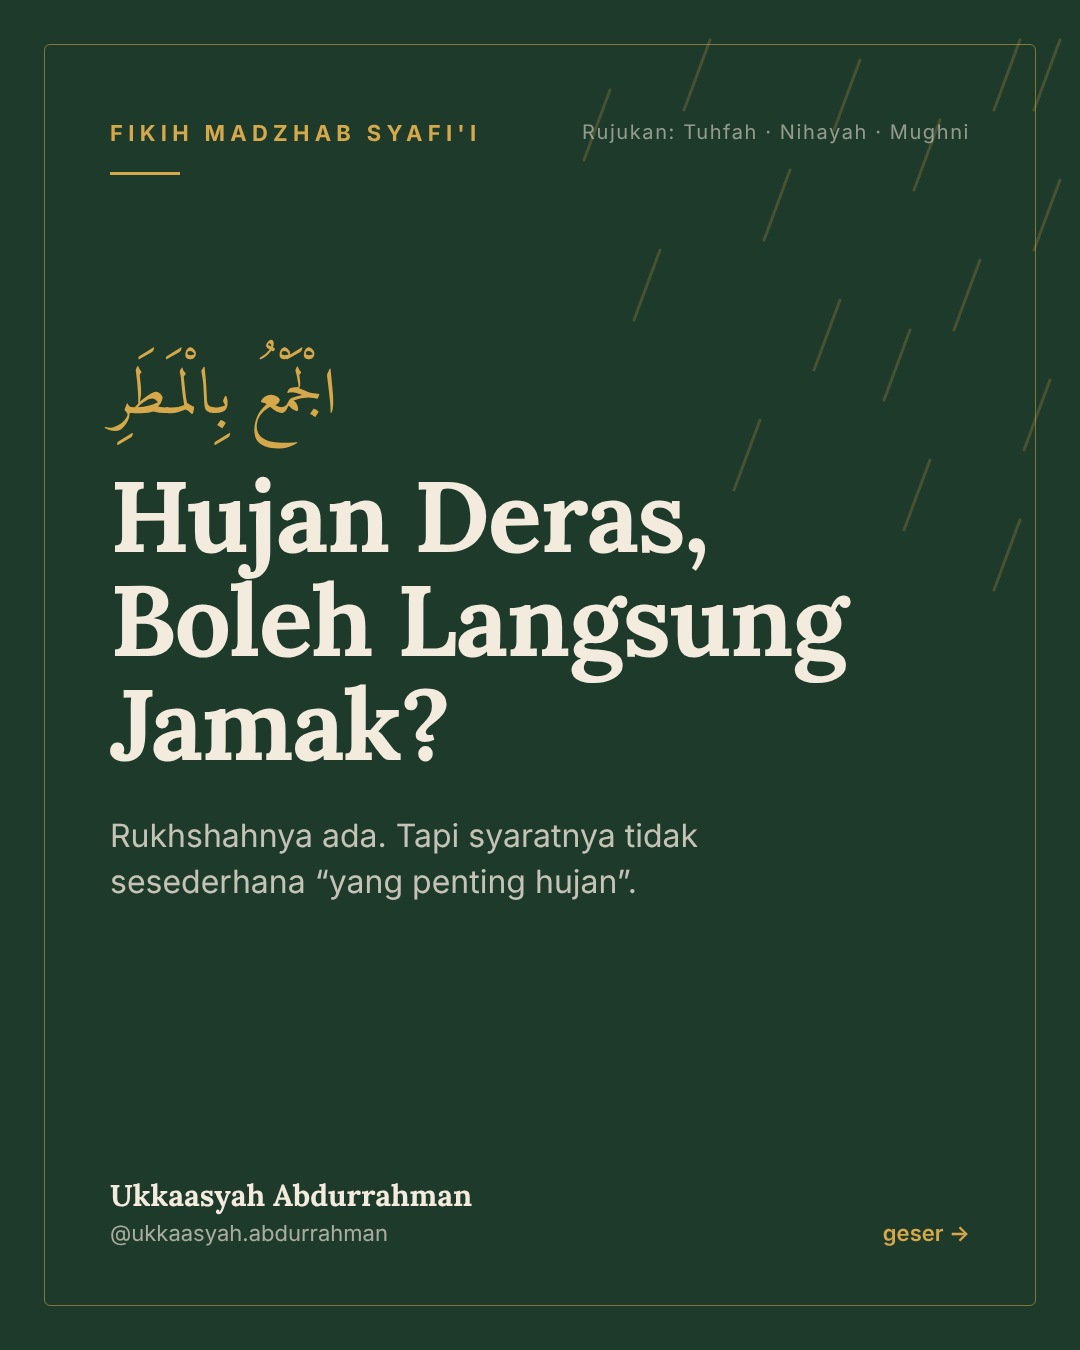 FIKIH MADZHAB SYAFI'I
Rujukan: Tuhfah · Nihayah · Mughni
الْجَمْعُ بِالْمَطَرِ
Hujan Deras,
Boleh Langsung
Jamak?
Rukhshahnya ada. Tapi syaratnya tidak
sesederhana “yang penting hujan”.
Ukkaasyah Abdurrahman
@ukkaasyah.abdurrahman
geser →